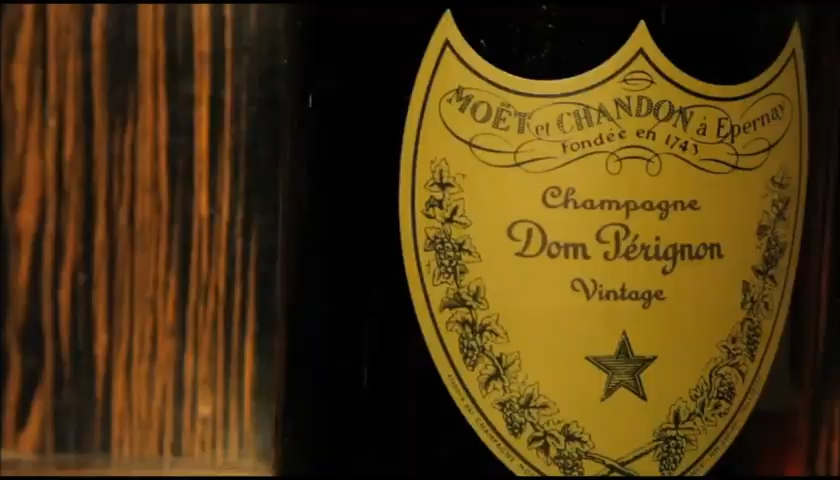 MOËT et CHANDON à Epernay
fondée en 1743
Champagne
Dom Pérignon
Vintage